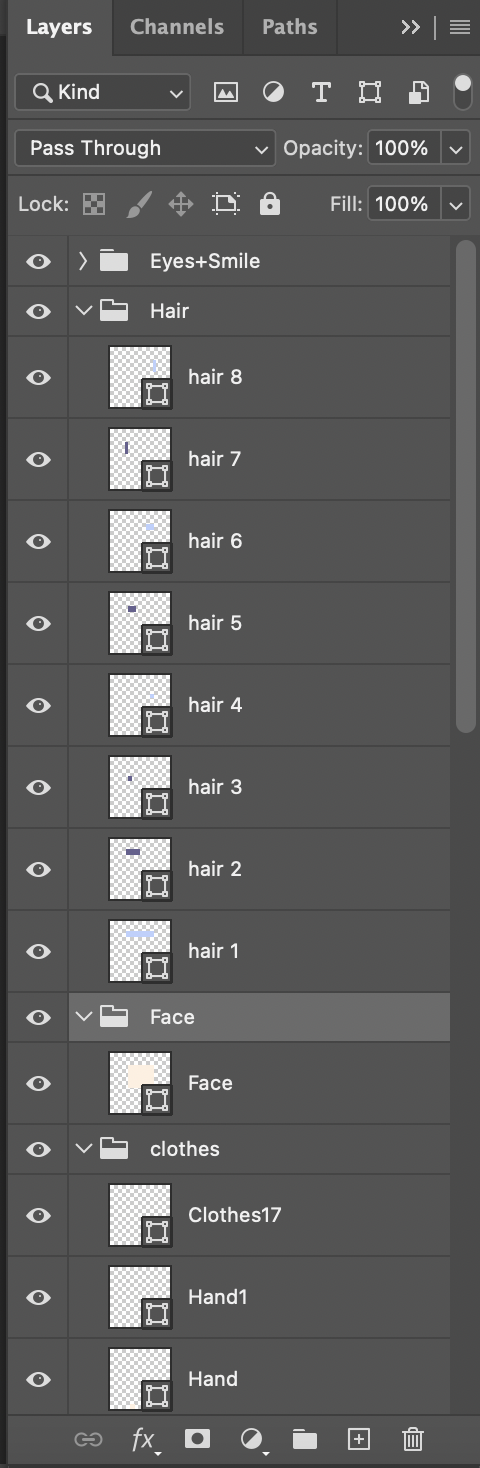 Layers Channels Paths
Kind
Pass Through Opacity: 100%
Lock: Fill: 100%
Eyes+Smile
Hair
hair 8
hair 7
hair 6
hair 5
hair 4
hair 3
hair 2
hair 1
Face
Face
clothes
Clothes17
Hand1
Hand
fx